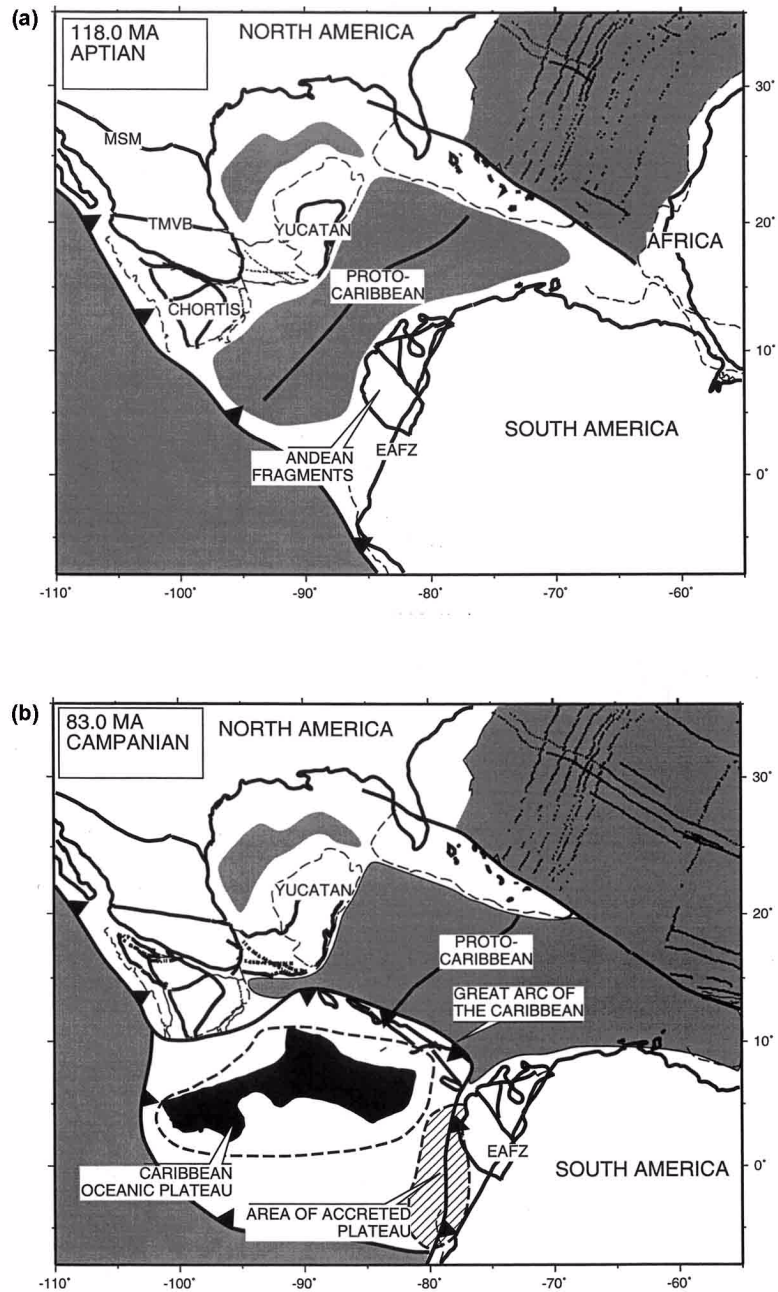 (a)
118.0 MA
APTIAN
NORTH AMERICA
30°
MSM
20°
TMVB
YUCATAN
AFRICA
PROTO-
CARIBBEAN
CHORTIS
10°
SOUTH AMERICA
ANDEAN
FRAGMENTS
EAFZ
0°
-110°
-100°
-90°
-80°
-70°
-60°
(b)
83.0 MA
CAMPANIAN
NORTH AMERICA
30°
YUCATAN
20°
PROTO-
CARIBBEAN
GREAT ARC OF
THE CARIBBEAN
10°
EAFZ
CARIBBEAN
OCEANIC PLATEAU
SOUTH AMERICA
0°
AREA OF ACCRETED
PLATEAU
-110°
-100°
-90°
-80°
-70°
-60°